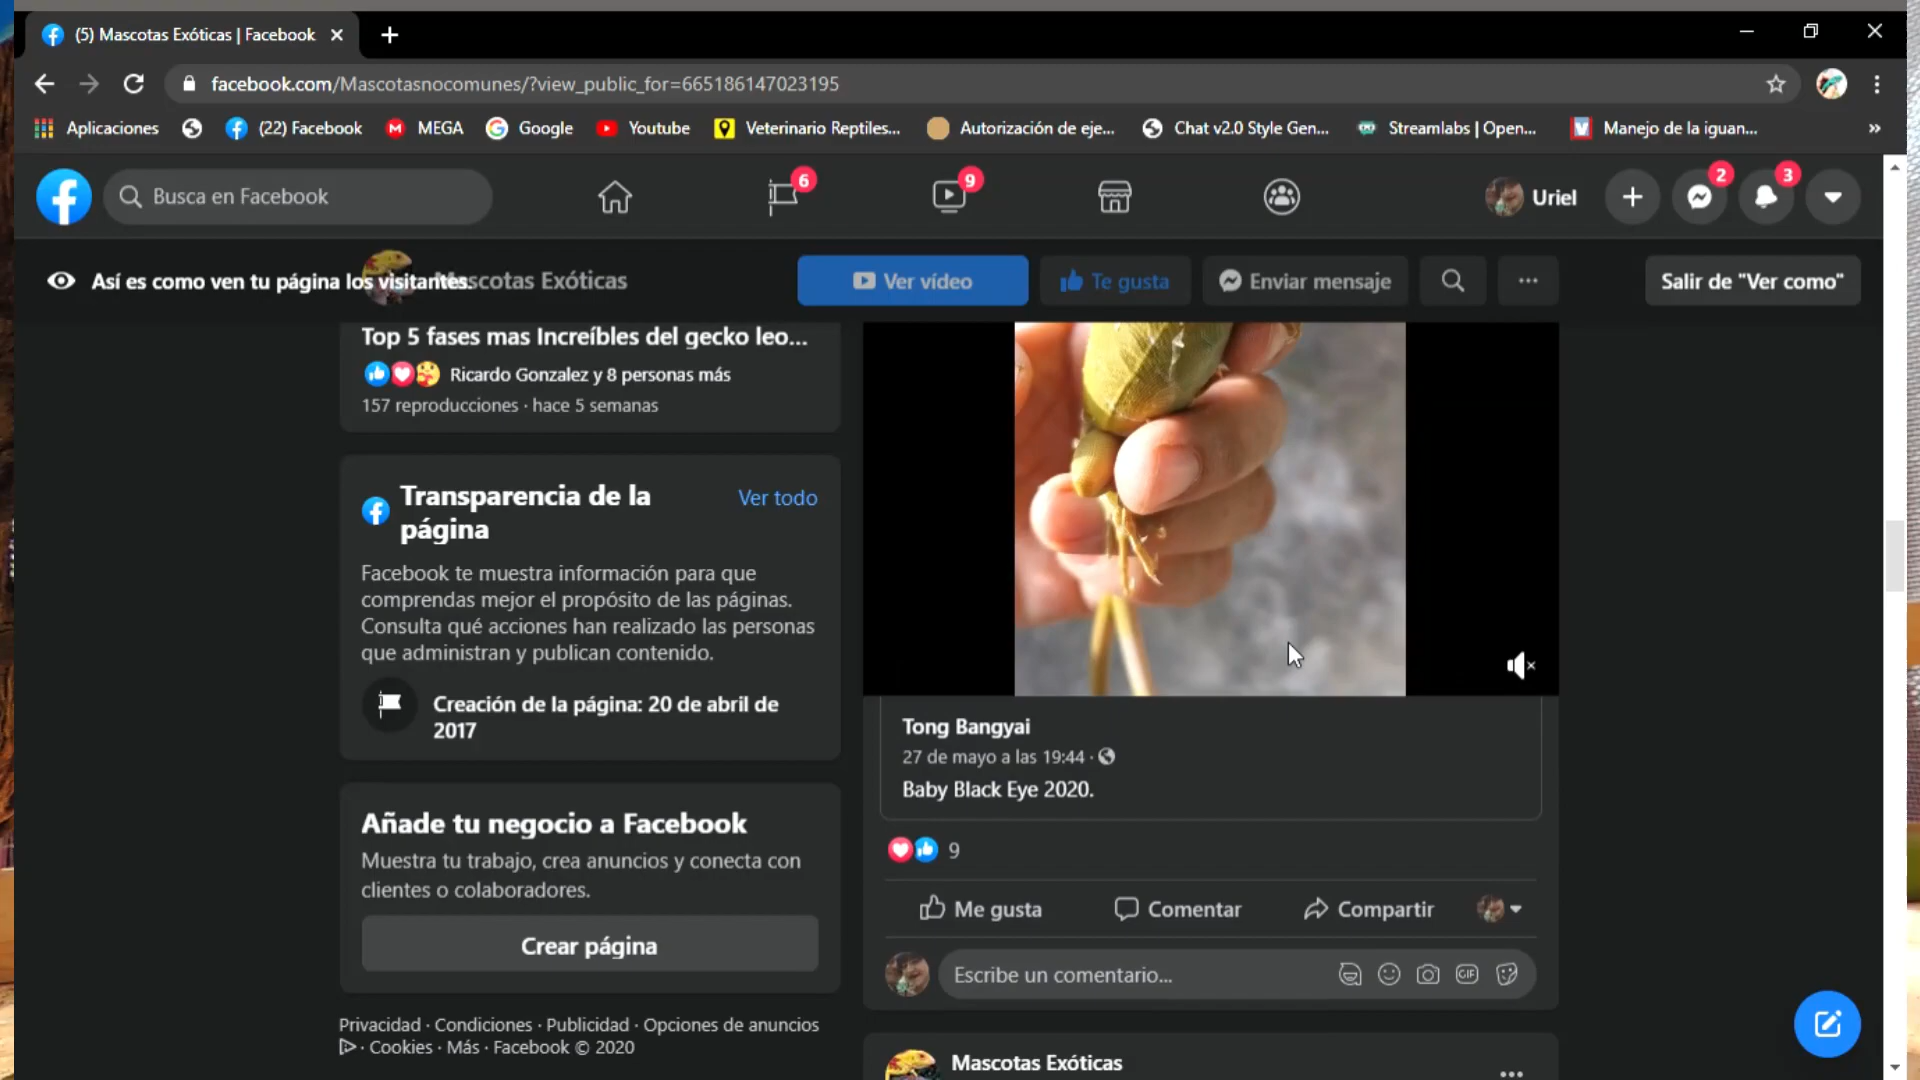 (5) Mascotas Exóticas | Facebook
facebook.com/Mascotasnocomunes/?view_public_for=665186147023195
Aplicaciones
(22) Facebook
MEGA
Google
Youtube
Veterinario Reptiles...
Autorización de eje...
Chat v2.0 Style Gen...
Streamlabs | Open...
Manejo de la iguan...
»
Busca en Facebook
6
9
Uriel
2
3
Así es como ven tu página los visitantes.
scotas Exóticas
Ver vídeo
Te gusta
Enviar mensaje
Salir de "Ver como"
Top 5 fases mas Increíbles del gecko leo...
Ricardo Gonzalez y 8 personas más
157 reproducciones · hace 5 semanas
Transparencia de la
página
Ver todo
Facebook te muestra información para que
comprendas mejor el propósito de las páginas.
Consulta qué acciones han realizado las personas
que administran y publican contenido.
Creación de la página: 20 de abril de
2017
Añade tu negocio a Facebook
Muestra tu trabajo, crea anuncios y conecta con
clientes o colaboradores.
Crear página
Privacidad · Condiciones · Publicidad · Opciones de anuncios
· Cookies · Más · Facebook © 2020
Tong Bangyai
27 de mayo a las 19:44 ·
Baby Black Eye 2020.
9
Me gusta
Comentar
Compartir
Escribe un comentario...
GIF
Mascotas Exóticas